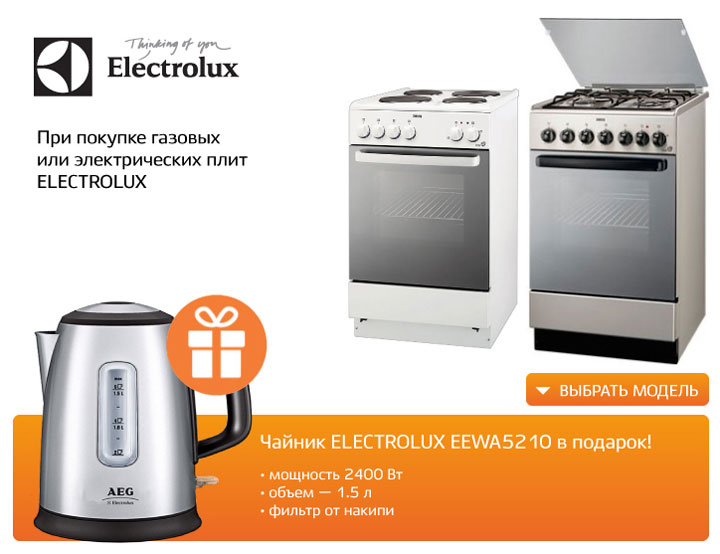 Thinking of you
Electrolux
При покупке газовых
или электрических плит
ELECTROLUX
ВЫБРАТЬ МОДЕЛЬ
Чайник ELECTROLUX EEWA5210 в подарок!
• мощность 2400 Вт
• объем — 1.5 л
• фильтр от накипи
AEG
Electrolux